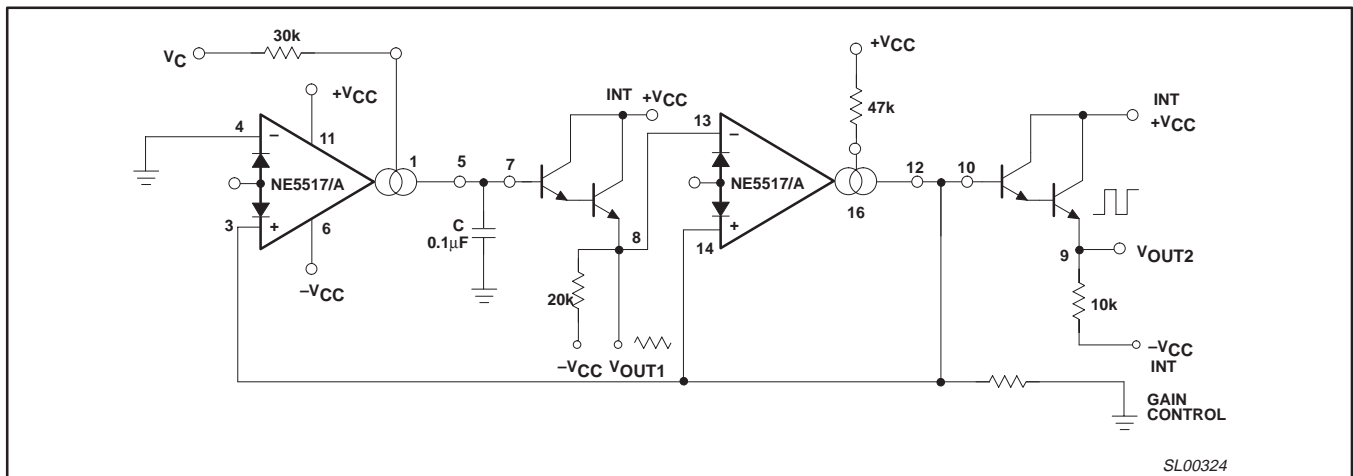 30k
VC
+VCC
47k
+VCC
INT
+VCC
INT
+VCC
4
–
11
NE5517/A
1
5
7
13
–
NE5517/A
12
10
16
3
+
6
C
0.1µF
8
14
+
9
VOUT2
–VCC
20k
10k
–VCC
VOUT1
–VCC
INT
GAIN
CONTROL
SL00324